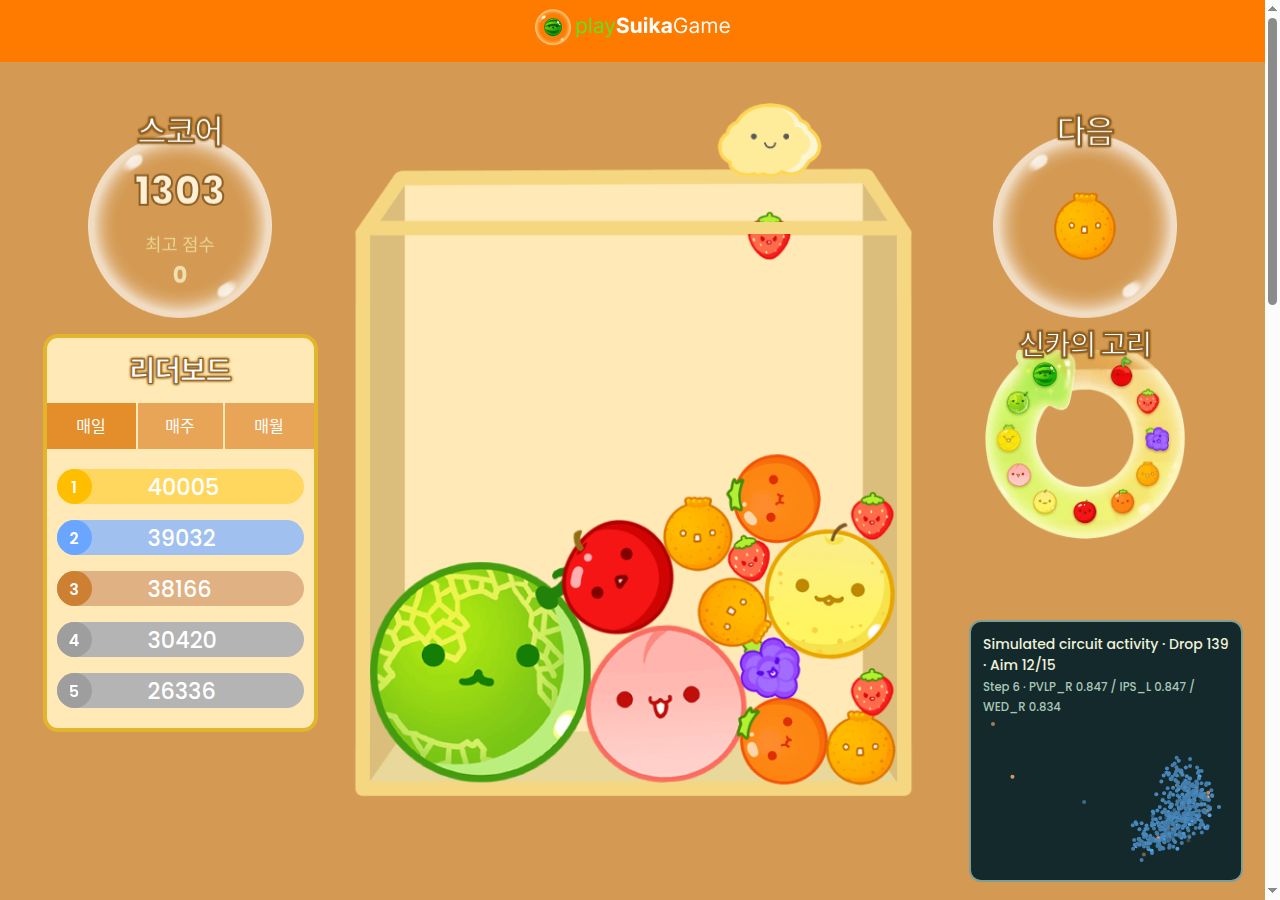 playSuikaGame
스코어
1303
최고 점수
0
리더보드
매일 매주 매월
1 40005
2 39032
3 38166
4 30420
5 26336
다음
신카의 고리
Simulated circuit activity · Drop 139
· Aim 12/15
Step 6 · PVLP_R 0.847 / IPS_L 0.847 /
WED_R 0.834